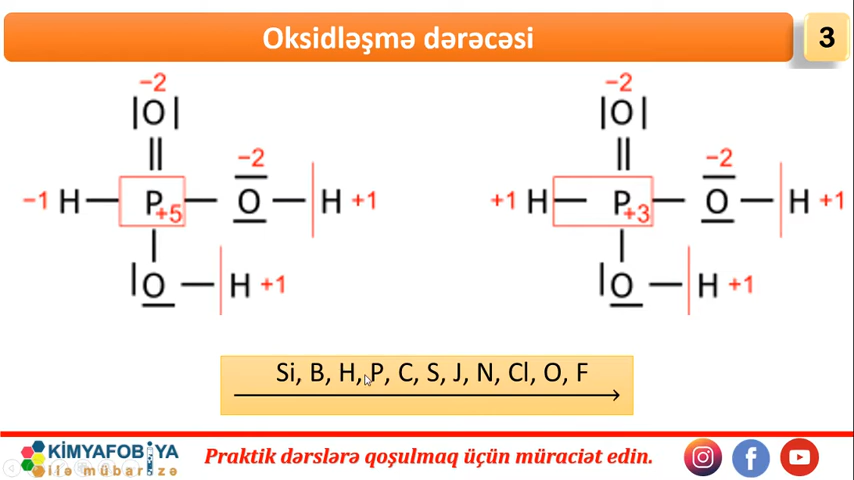 Oksidləşmə dərəcəsi
3
−2 −2
|O| |O|
|| ||
−2 −2
−1 H — P — O — H +1 +1 H — P — O — H +1
+5 +3
|O — H +1 |O — H +1
Si, B, H, P, C, S, J, N, Cl, O, F
KİMYAFOBİYA
ilə mübarizə
Praktik dərslərə qoşulmaq üçün müraciət edin.